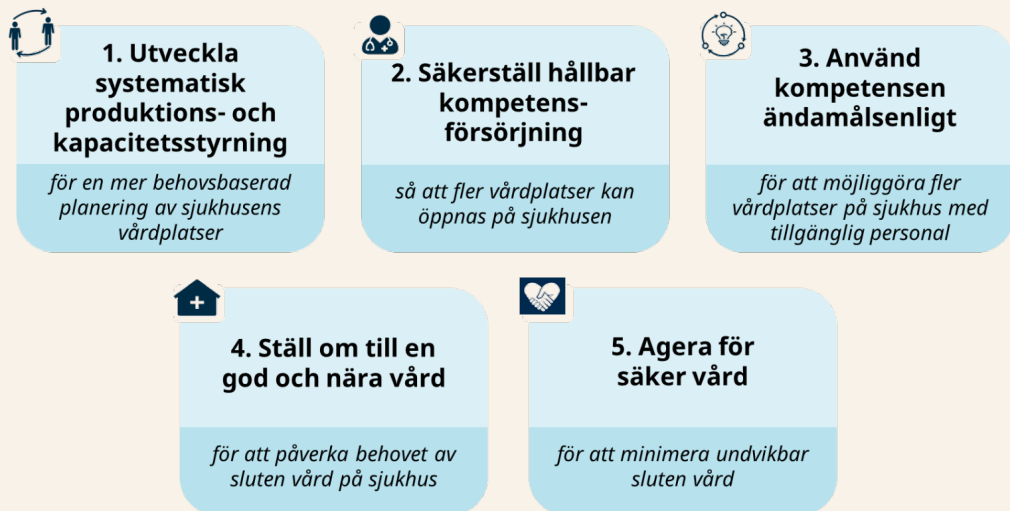 1. Utveckla
systematisk
produktions- och
kapacitetsstyrning
för en mer behovsbaserad
planering av sjukhusens
vårdplatser
2. Säkerställ hållbar
kompetens-
försörjning
så att fler vårdplatser kan
öppnas på sjukhusen
3. Använd
kompetensen
ändamålsenligt
för att möjliggöra fler
vårdplatser på sjukhus med
tillgänglig personal
4. Ställ om till en
god och nära vård
för att påverka behovet av
sluten vård på sjukhus
5. Agera för
säker vård
för att minimera undvikbar
sluten vård